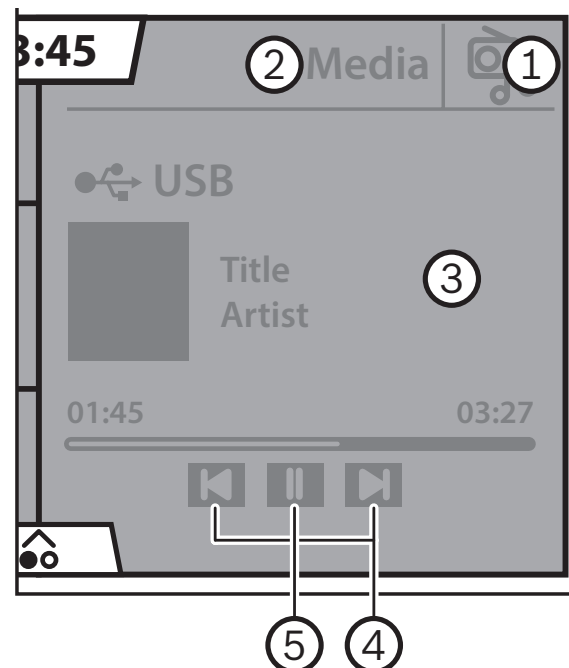 3:45
② Media ①
USB
Title
③
Artist
01:45 03:27
⑤ ④